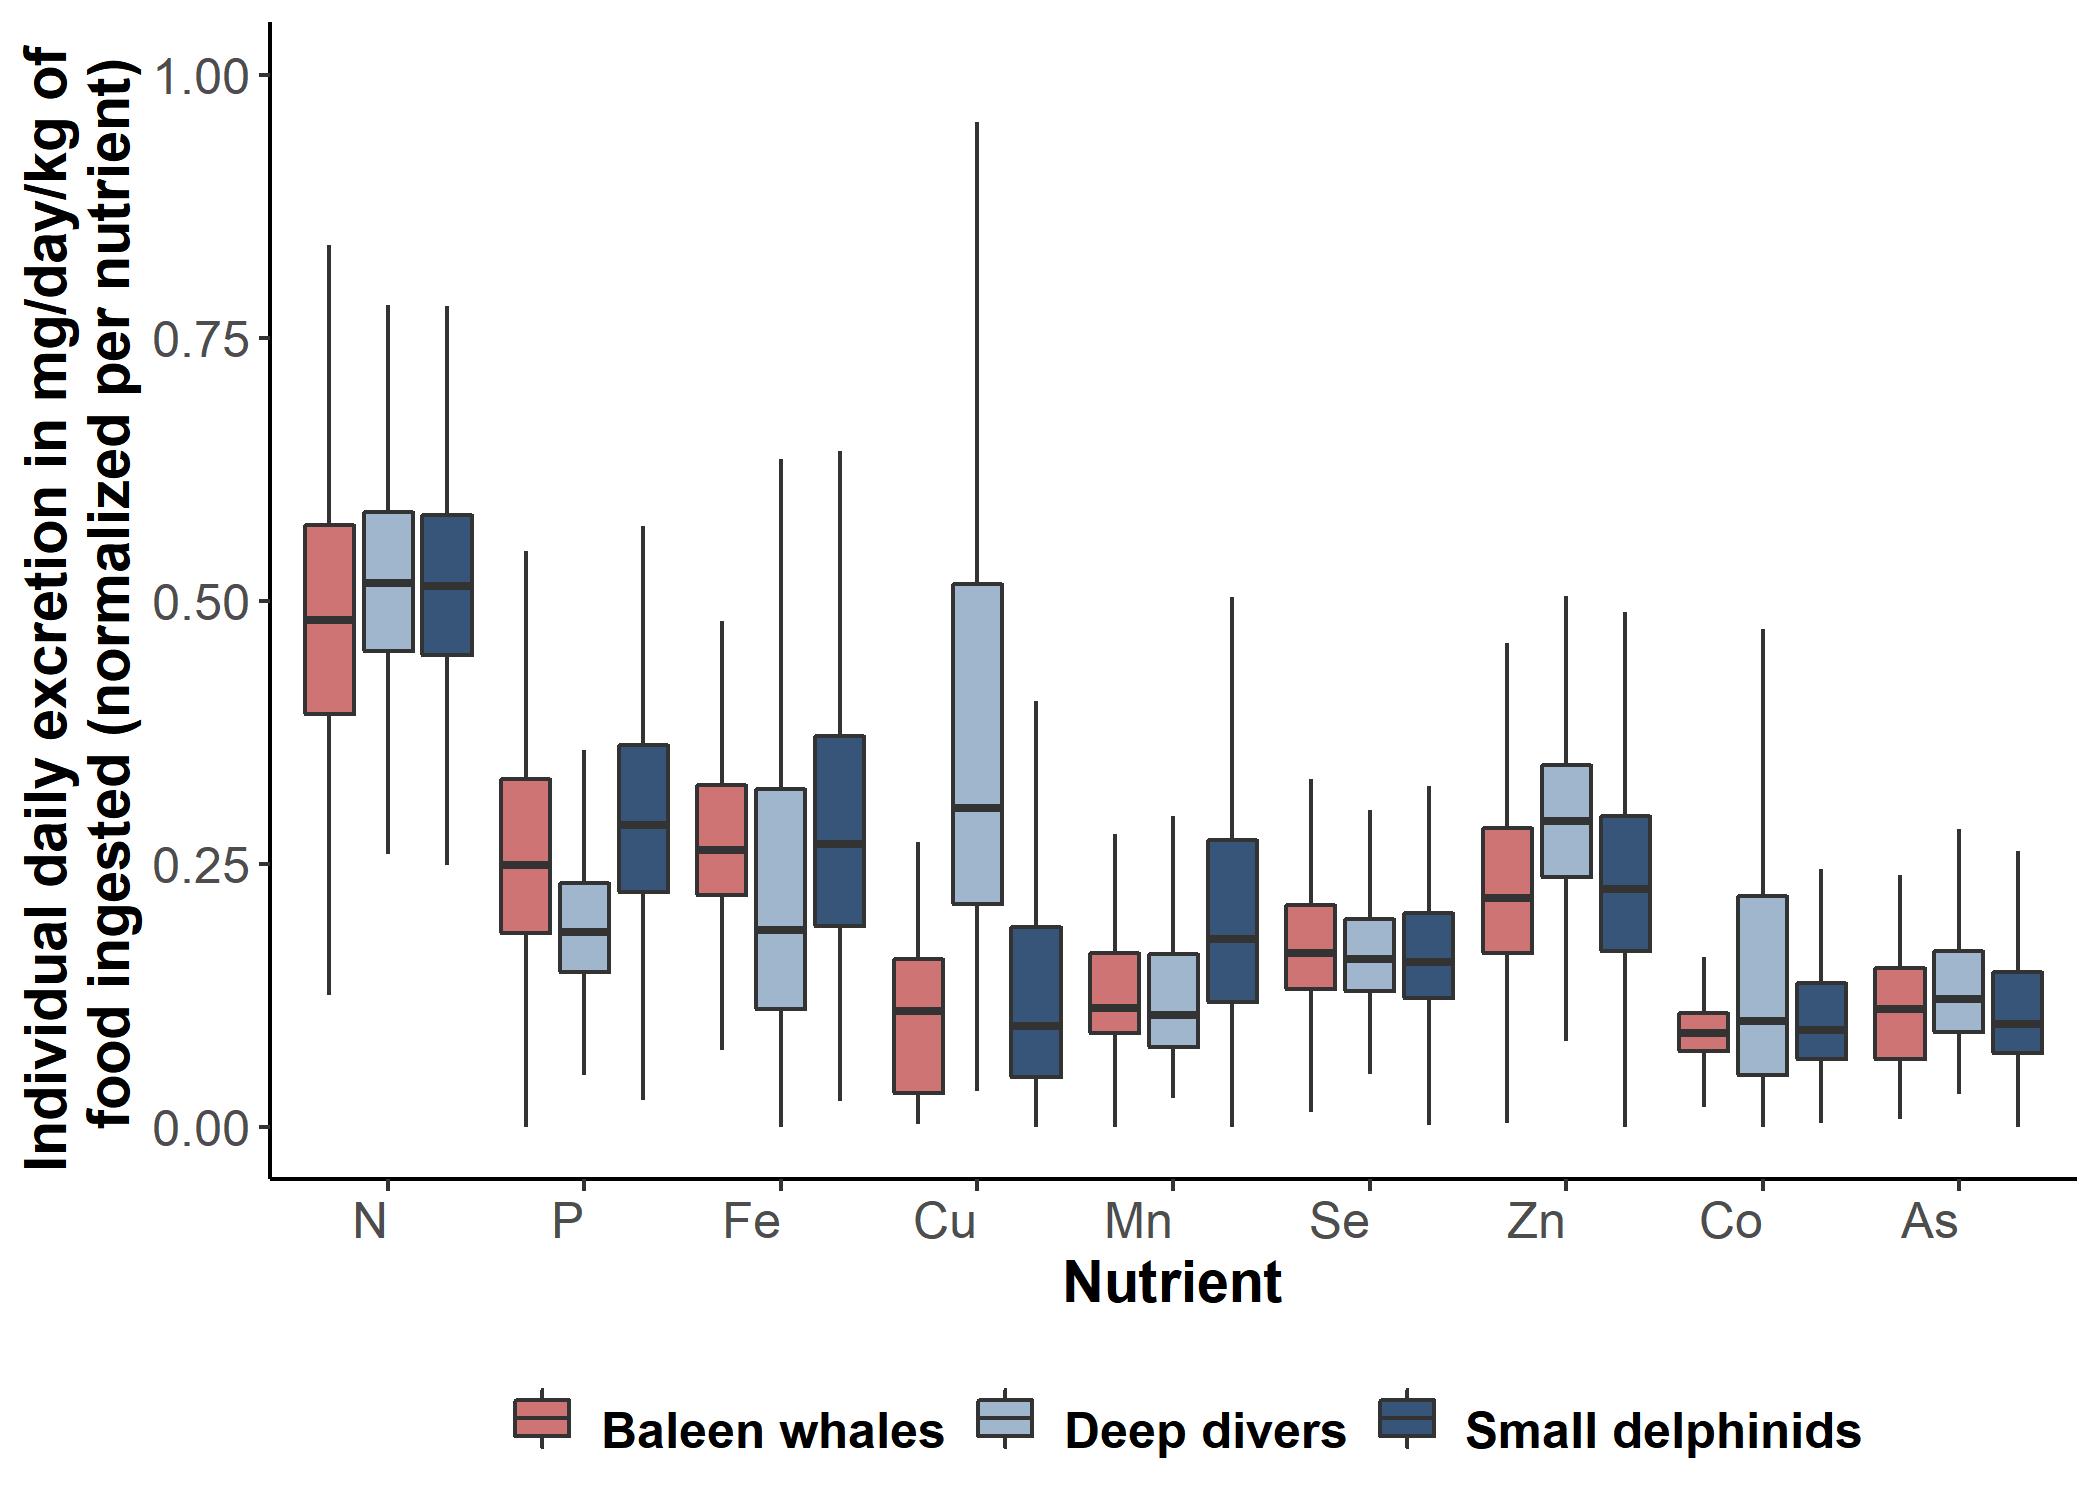 Individual daily excretion in mg/day/kg of
food ingested (normalized per nutrient)
1.00
0.75
0.50
0.25
0.00
N P Fe Cu Mn Se Zn Co As
Nutrient
Baleen whales Deep divers Small delphinids